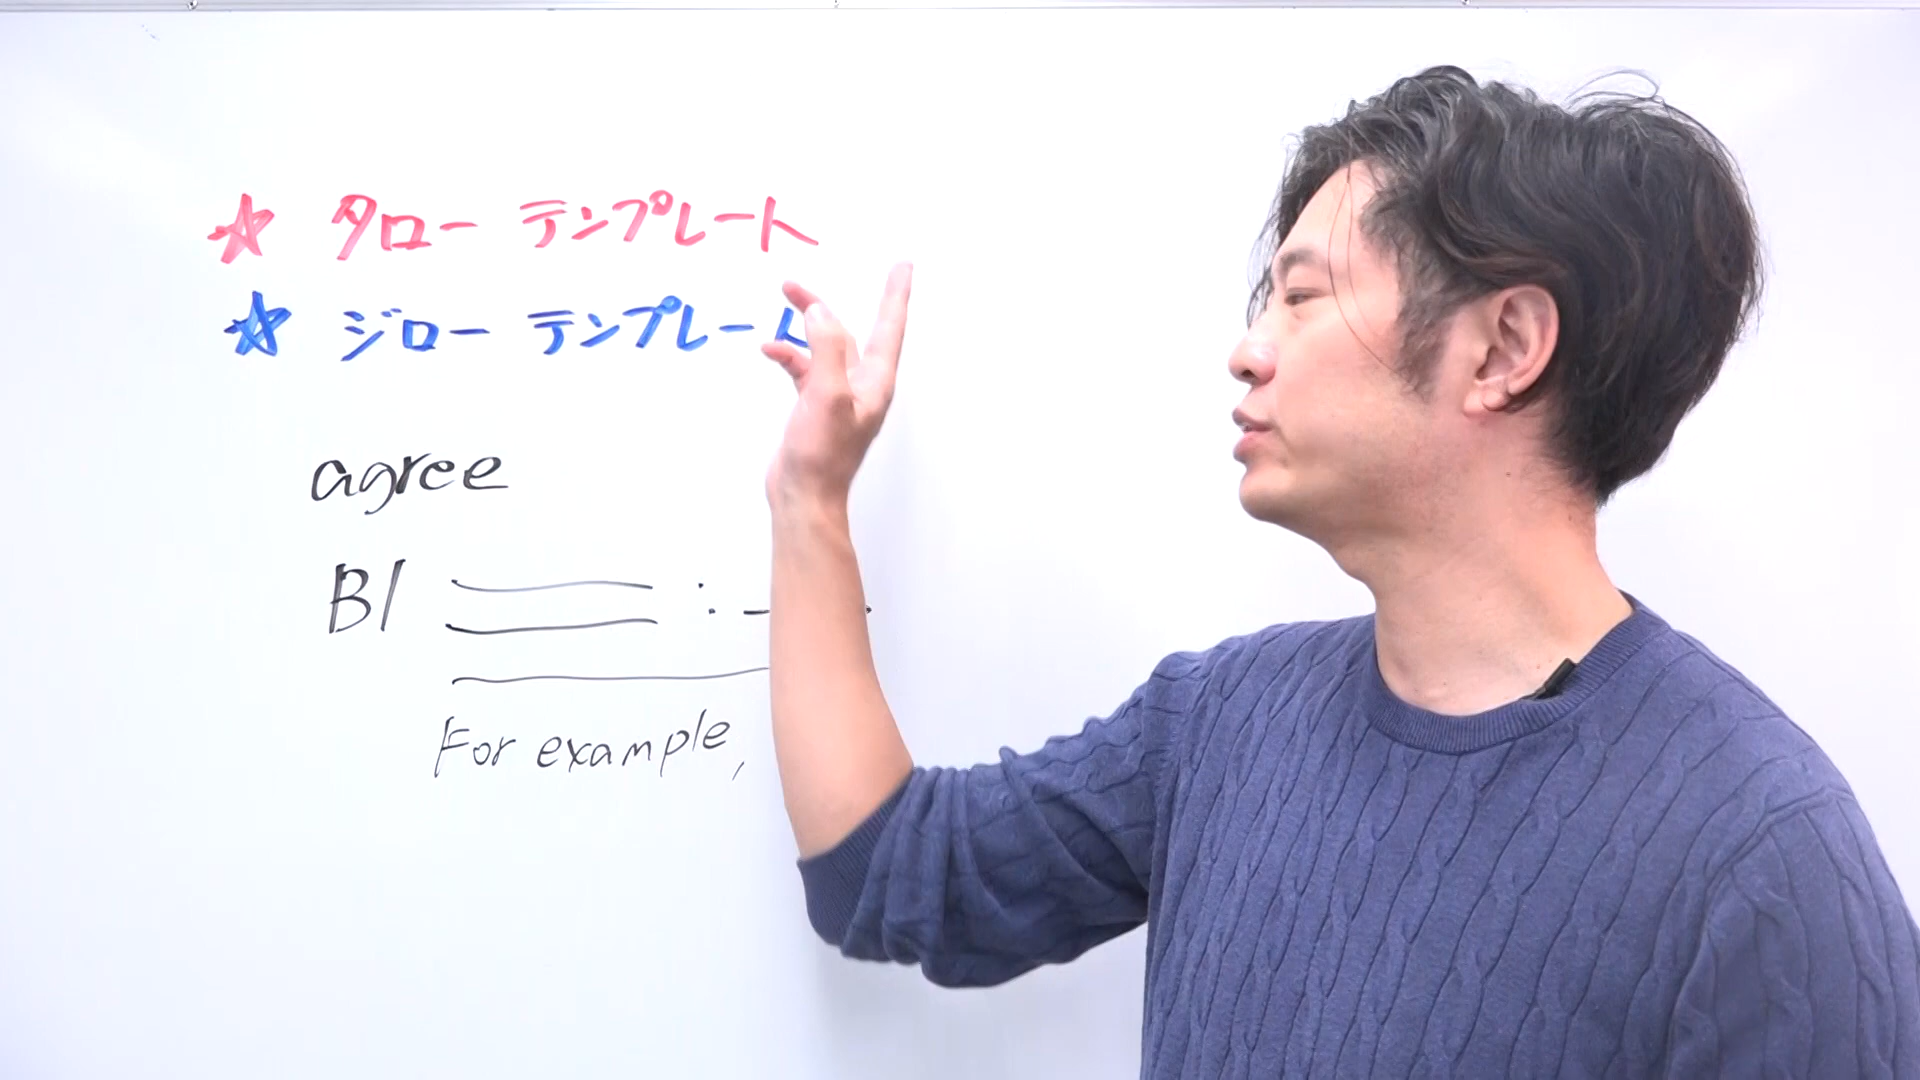 ☆ タロー テンプレート
☆ ジロー テンプレート
agree
B/ :
For example,